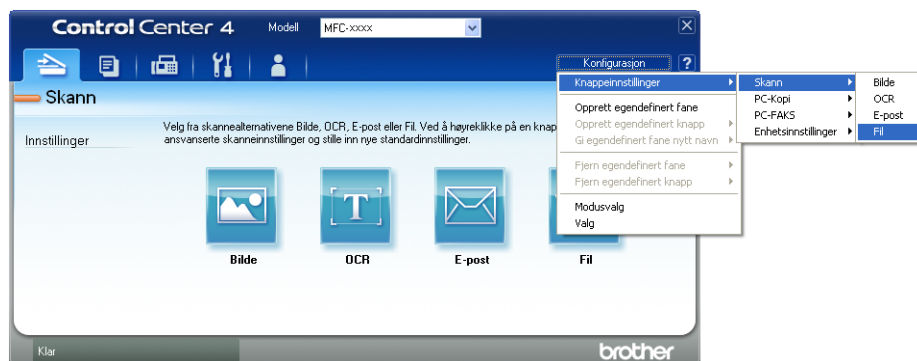 Control Center 4
Modell
MFC-xxxx
Konfigurasjon
?
Skann
Innstillinger
Velg fra skannealternativene Bilde, OCR, E-post eller Fil. Ved å høyreklikke på en knap
ansvanserte skanneinnstillinger og stille inn nye standardinnstillinger.
Bilde
OCR
E-post
Fil
Knappeinnstillinger
Opprett egendefinert fane
Opprett egendefinert knapp
Gi egendefinert fane nytt navn
Fjern egendefinert fane
Fjern egendefinert knapp
Modusvalg
Valg
Skann
PC-Kopi
PC-FAKS
Enhetsinnstillinger
Bilde
OCR
E-post
Fil
Klar
brother